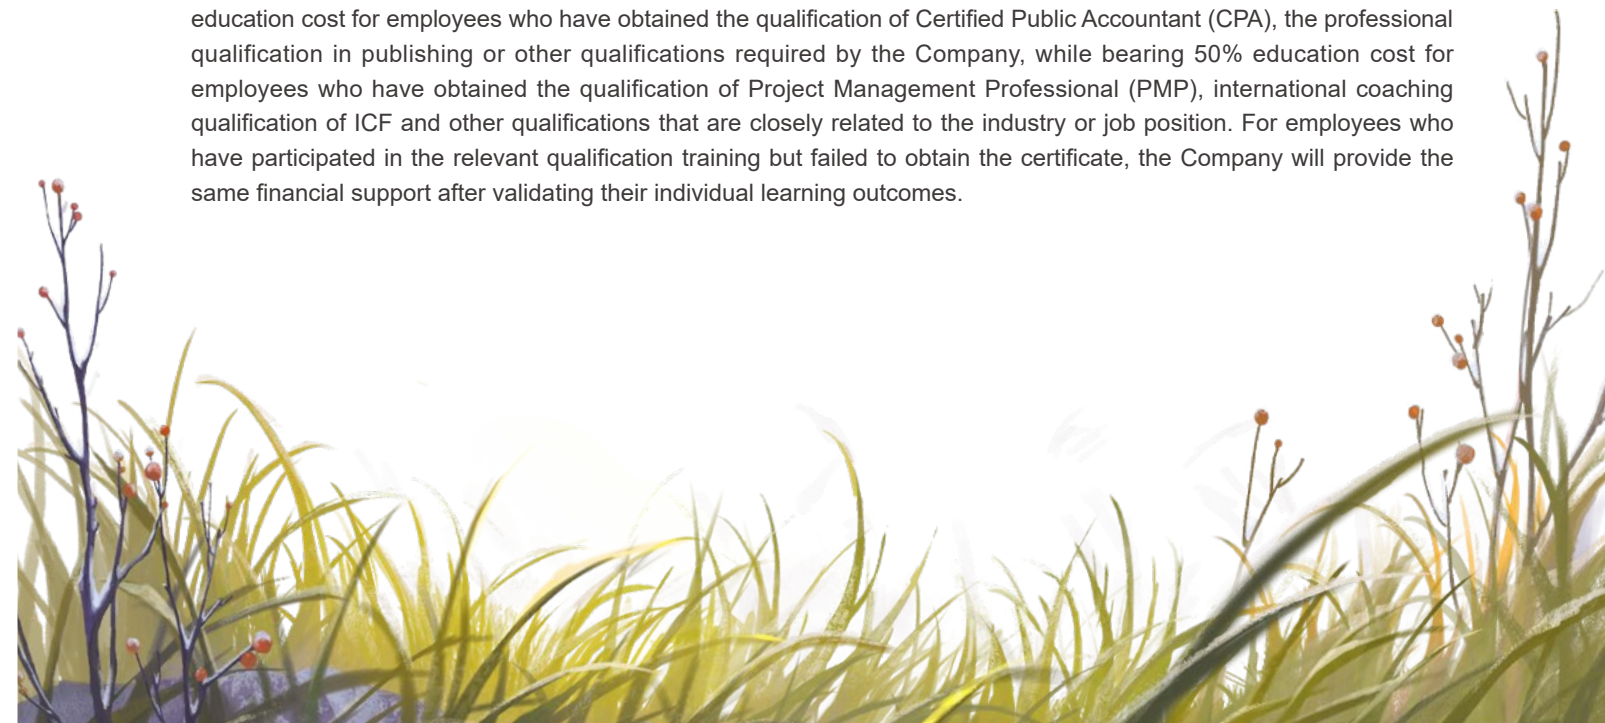 education cost for employees who have obtained the qualification of Certified Public Accountant (CPA), the professional
qualification in publishing or other qualifications required by the Company, while bearing 50% education cost for
employees who have obtained the qualification of Project Management Professional (PMP), international coaching
qualification of ICF and other qualifications that are closely related to the industry or job position. For employees who
have participated in the relevant qualification training but failed to obtain the certificate, the Company will provide the
same financial support after validating their individual learning outcomes.